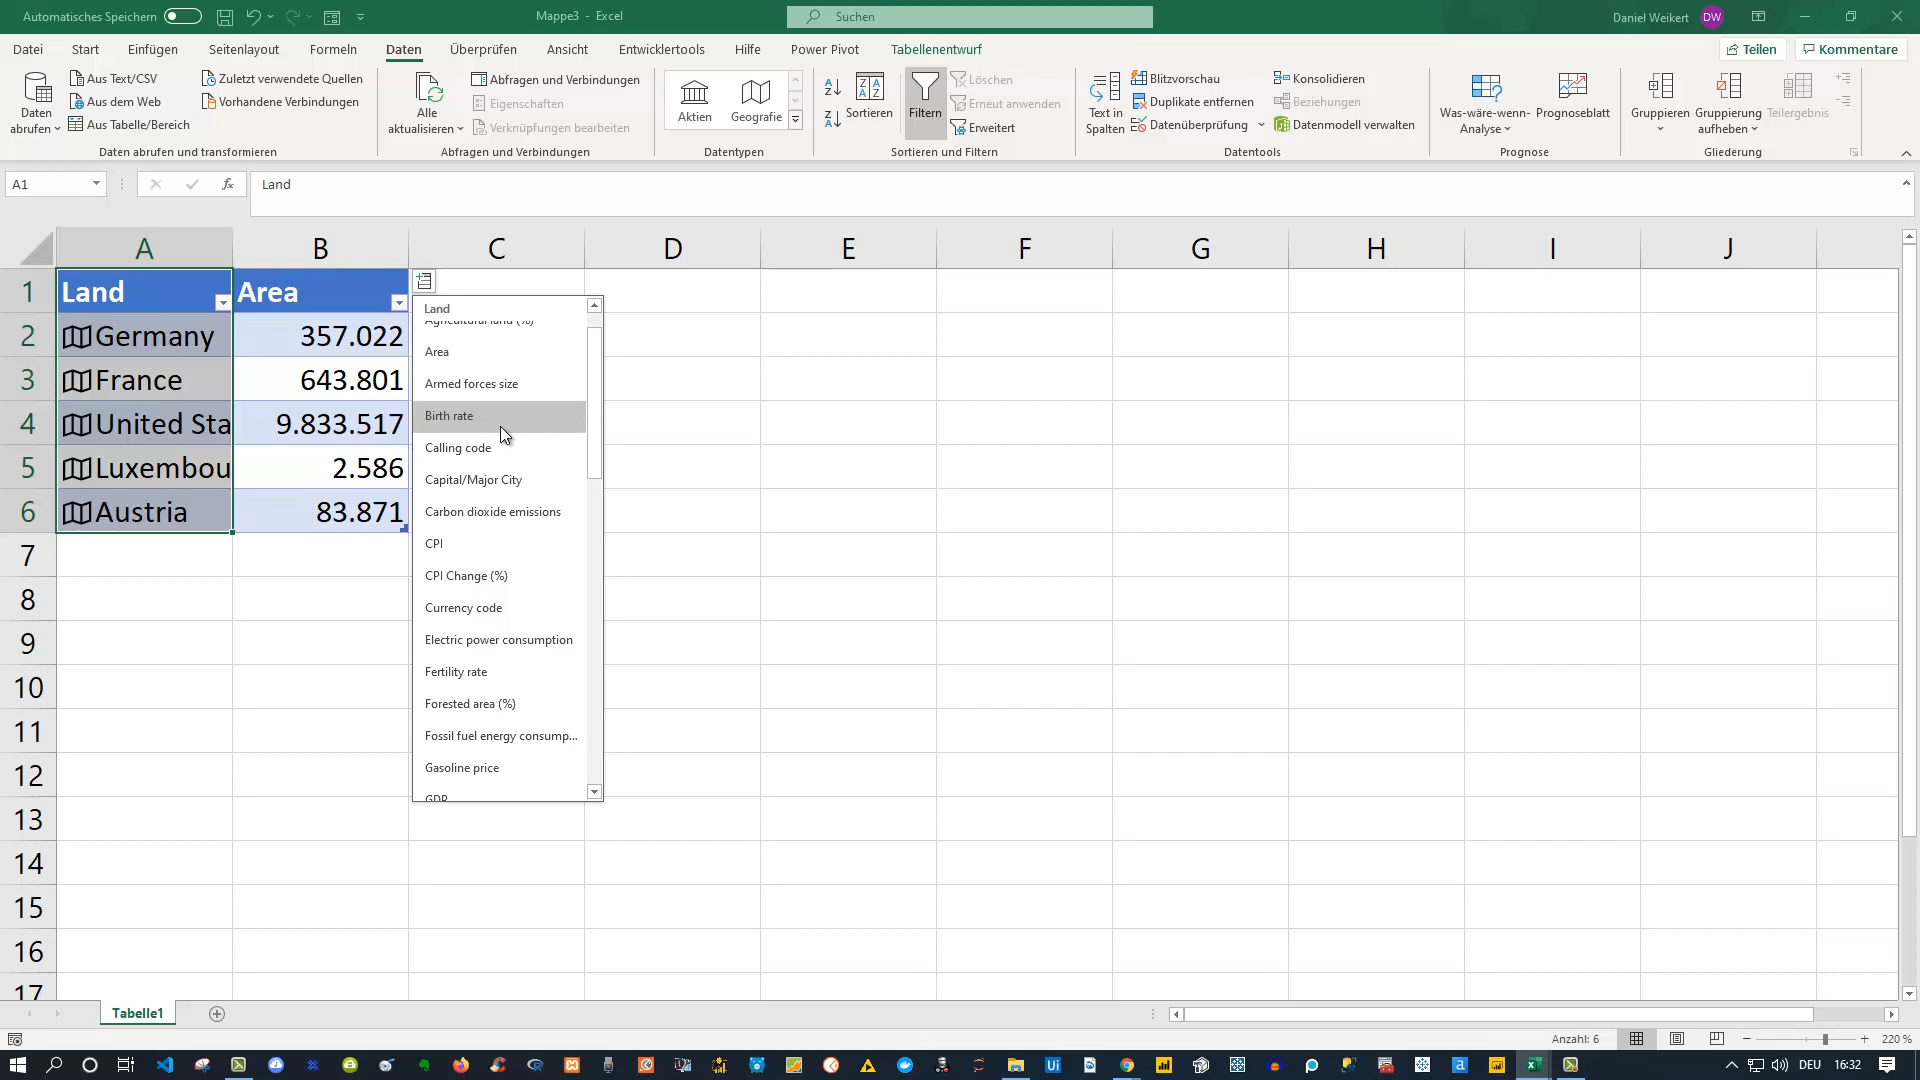 Automatisches Speichern
Mappe3 - Excel
Suchen
Daniel Weikert
DW
Datei Start Einfügen Seitenlayout Formeln Daten Überprüfen Ansicht Entwicklertools Hilfe Power Pivot Tabellenentwurf
Teilen
Kommentare
Daten abrufen
Aus Text/CSV
Aus dem Web
Aus Tabelle/Bereich
Zuletzt verwendete Quellen
Vorhandene Verbindungen
Daten abrufen und transformieren
Alle aktualisieren
Abfragen und Verbindungen
Eigenschaften
Verknüpfungen bearbeiten
Abfragen und Verbindungen
Aktien
Geografie
Datentypen
Sortieren
Filtern
Löschen
Erneut anwenden
Erweitert
Sortieren und Filtern
Text in Spalten
Blitzvorschau
Duplikate entfernen
Datenüberprüfung
Konsolidieren
Beziehungen
Datenmodell verwalten
Datentools
Was-wäre-wenn-Analyse
Prognoseblatt
Prognose
Gruppieren
Gruppierung aufheben
Teilergebnis
Gliederung
A1
fx
Land
A B C D E F G H I J
1 Land Area
2 Germany 357.022
3 France 643.801
4 United Sta 9.833.517
5 Luxembou 2.586
6 Austria 83.871
7
8
9
10
11
12
13
14
15
16
17
Land
Agricultural land (%)
Area
Armed forces size
Birth rate
Calling code
Capital/Major City
Carbon dioxide emissions
CPI
CPI Change (%)
Currency code
Electric power consumption
Fertility rate
Forested area (%)
Fossil fuel energy consump...
Gasoline price
GDP
Tabelle1
Anzahl: 6
220 %
DEU
16:32